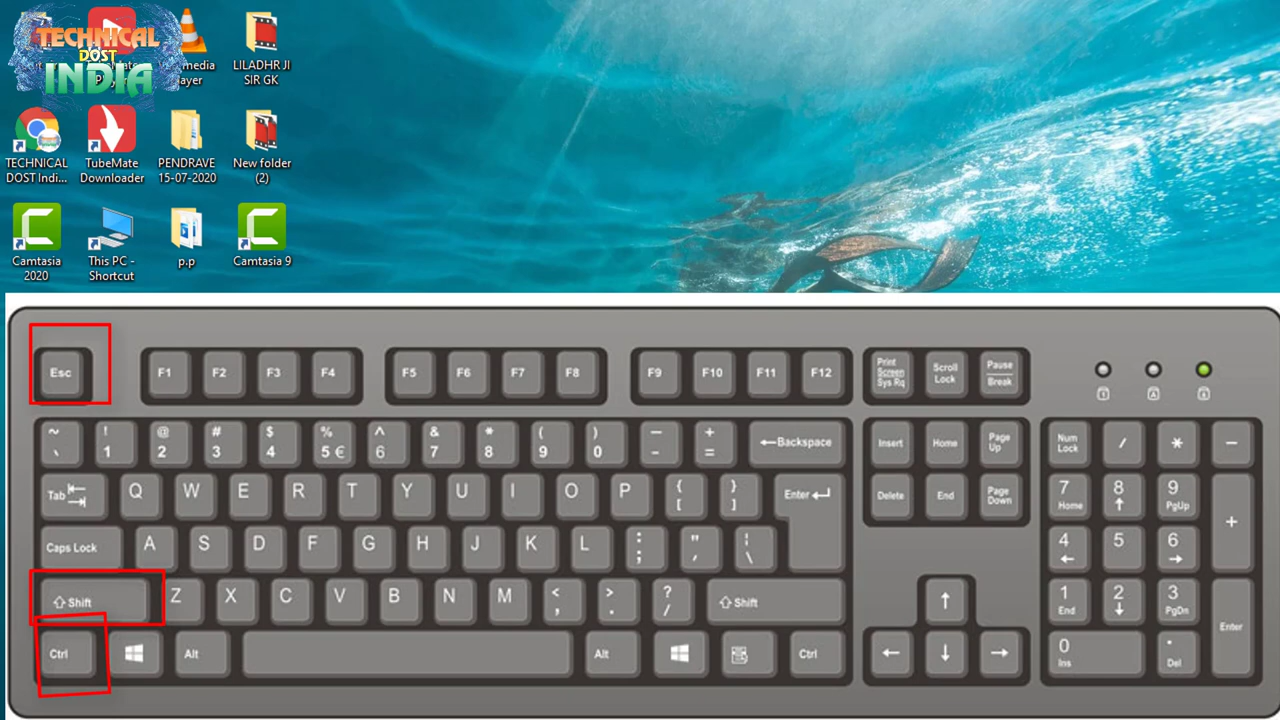 TECHNICAL
DOST
INDIA
LILADHR JI
SIR GK
TECHNICAL
DOST Indi...
TubeMate
Downloader
PENDRAVE
15-07-2020
New folder
(2)
Camtasia
2020
This PC -
Shortcut
p.p
Camtasia 9
Esc
F1 F2 F3 F4 F5 F6 F7 F8 F9 F10 F11 F12
Print
Screen
Sys Rq
Scroll
Lock
Pause
Break
~ ! @ # $ % ^ & * ( ) — +
` 1 2 3 4 5 € 6 7 8 9 0 - = ←Backspace
Insert Home Page
Up
Num
Lock / * −
Tab Q W E R T Y U I O P { [ } ] Enter
Delete End Page
Down
7 8 9
Home ↑ PgUp
+
Caps Lock A S D F G H J K L : ; " , ¦ \
4 5 6
← →
Shift Z X C V B N M < , > . ? / Shift
↑
1 2 3
End ↓ PgDn
Enter
Ctrl Alt Alt Ctrl
← ↓ →
0 .
Ins Del